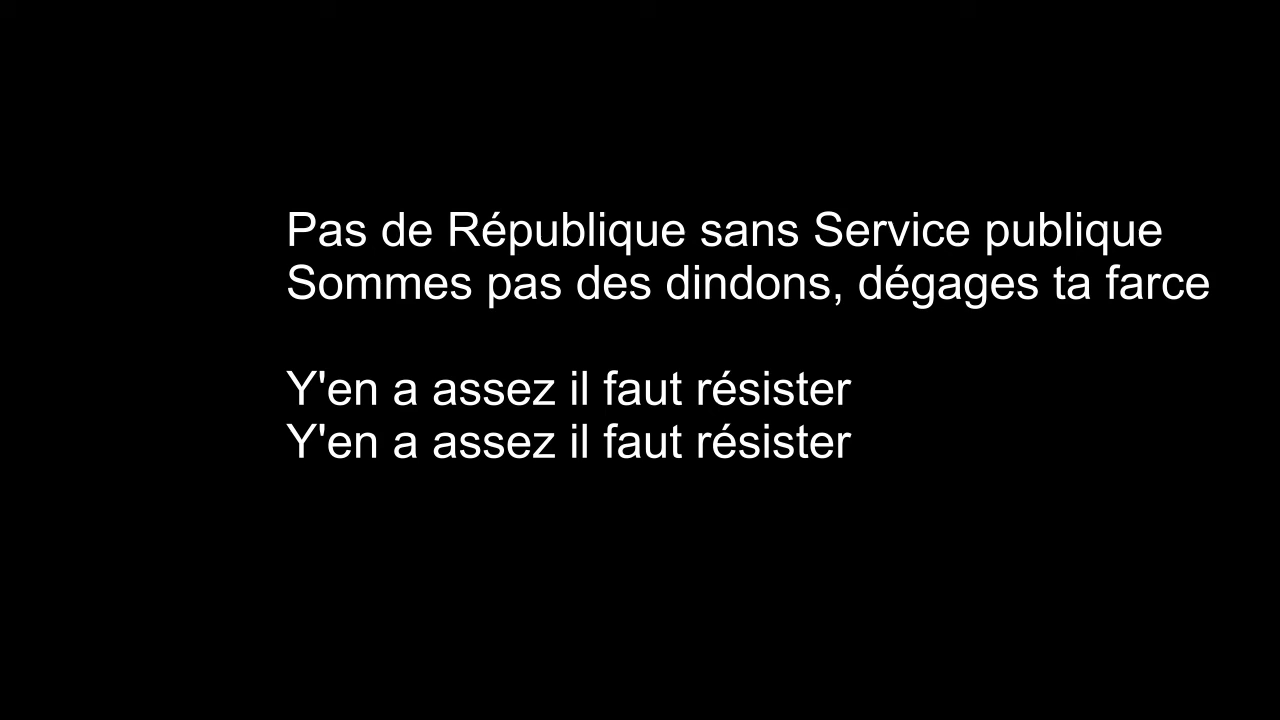 Pas de République sans Service publique
Sommes pas des dindons, dégages ta farce
Y'en a assez il faut résister
Y'en a assez il faut résister